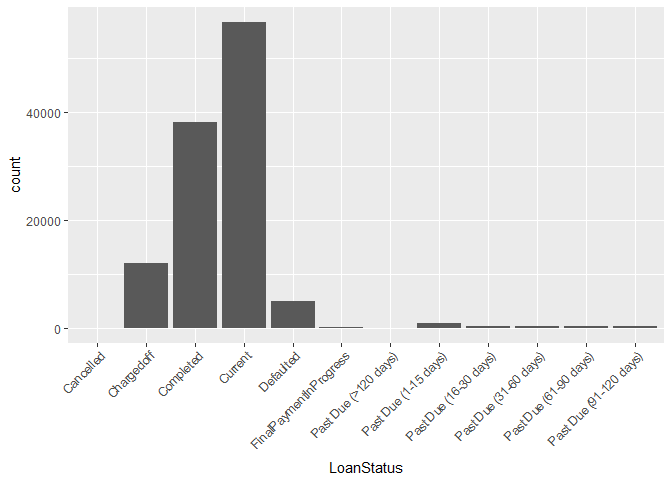 count
40000
20000
0
Cancelled
Chargedoff
Completed
Current
Defaulted
FinalPaymentInProgress
Past Due (>120 days)
Past Due (1-15 days)
Past Due (16-30 days)
Past Due (31-60 days)
Past Due (61-90 days)
Past Due (91-120 days)
LoanStatus